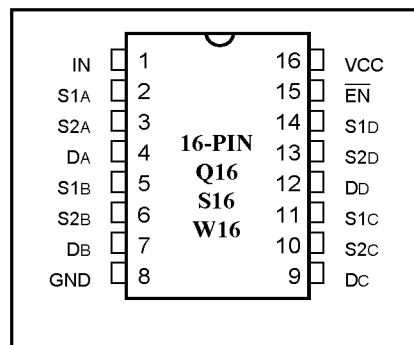 IN 1 16 VCC
S1A 2 15 E̅N̅
S2A 3 14 S1D
DA 4 13 S2D
S1B 5 12 DD
S2B 6 11 S1C
DB 7 10 S2C
GND 8 9 DC
16-PIN
Q16
S16
W16